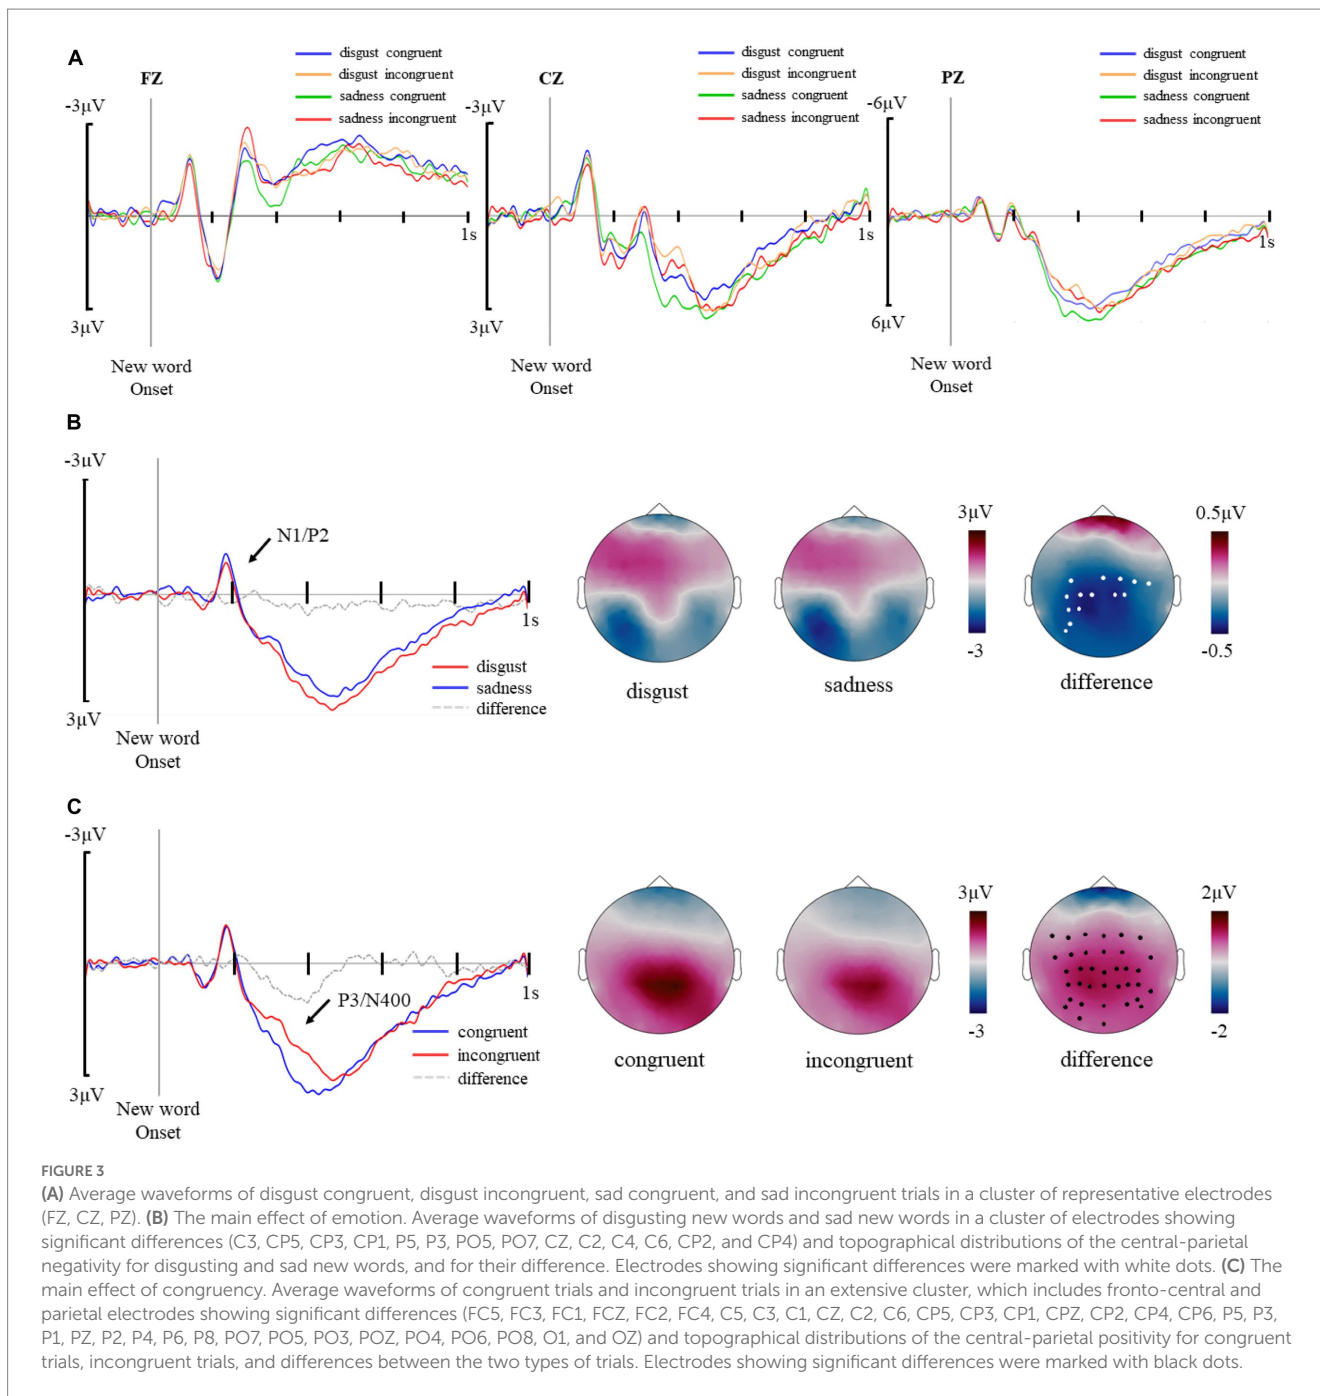 A
FZ
disgust congruent
disgust incongruent
sadness congruent
sadness incongruent
-3μV
3μV
1s
New word
Onset
CZ
disgust congruent
disgust incongruent
sadness congruent
sadness incongruent
-3μV
3μV
1s
New word
Onset
PZ
disgust congruent
disgust incongruent
sadness congruent
sadness incongruent
-6μV
6μV
1s
New word
Onset
B
-3μV
N1/P2
1s
disgust
sadness
difference
3μV
New word
Onset
disgust
sadness
3μV
-3
difference
0.5μV
-0.5
C
-3μV
P3/N400
1s
congruent
incongruent
difference
3μV
New word
Onset
congruent
incongruent
3μV
-3
difference
2μV
-2
FIGURE 3
(A) Average waveforms of disgust congruent, disgust incongruent, sad congruent, and sad incongruent trials in a cluster of representative electrodes
(FZ, CZ, PZ). (B) The main effect of emotion. Average waveforms of disgusting new words and sad new words in a cluster of electrodes showing
significant differences (C3, CP5, CP3, CP1, P5, P3, PO5, PO7, CZ, C2, C4, C6, CP2, and CP4) and topographical distributions of the central-parietal
negativity for disgusting and sad new words, and for their difference. Electrodes showing significant differences were marked with white dots. (C) The
main effect of congruency. Average waveforms of congruent trials and incongruent trials in an extensive cluster, which includes fronto-central and
parietal electrodes showing significant differences (FC5, FC3, FC1, FCZ, FC2, FC4, C5, C3, C1, CZ, C2, C6, CP5, CP3, CP1, CPZ, CP2, CP4, CP6, P5, P3,
P1, PZ, P2, P4, P6, P8, PO7, PO5, PO3, POZ, PO4, PO6, PO8, O1, and OZ) and topographical distributions of the central-parietal positivity for congruent
trials, incongruent trials, and differences between the two types of trials. Electrodes showing significant differences were marked with black dots.